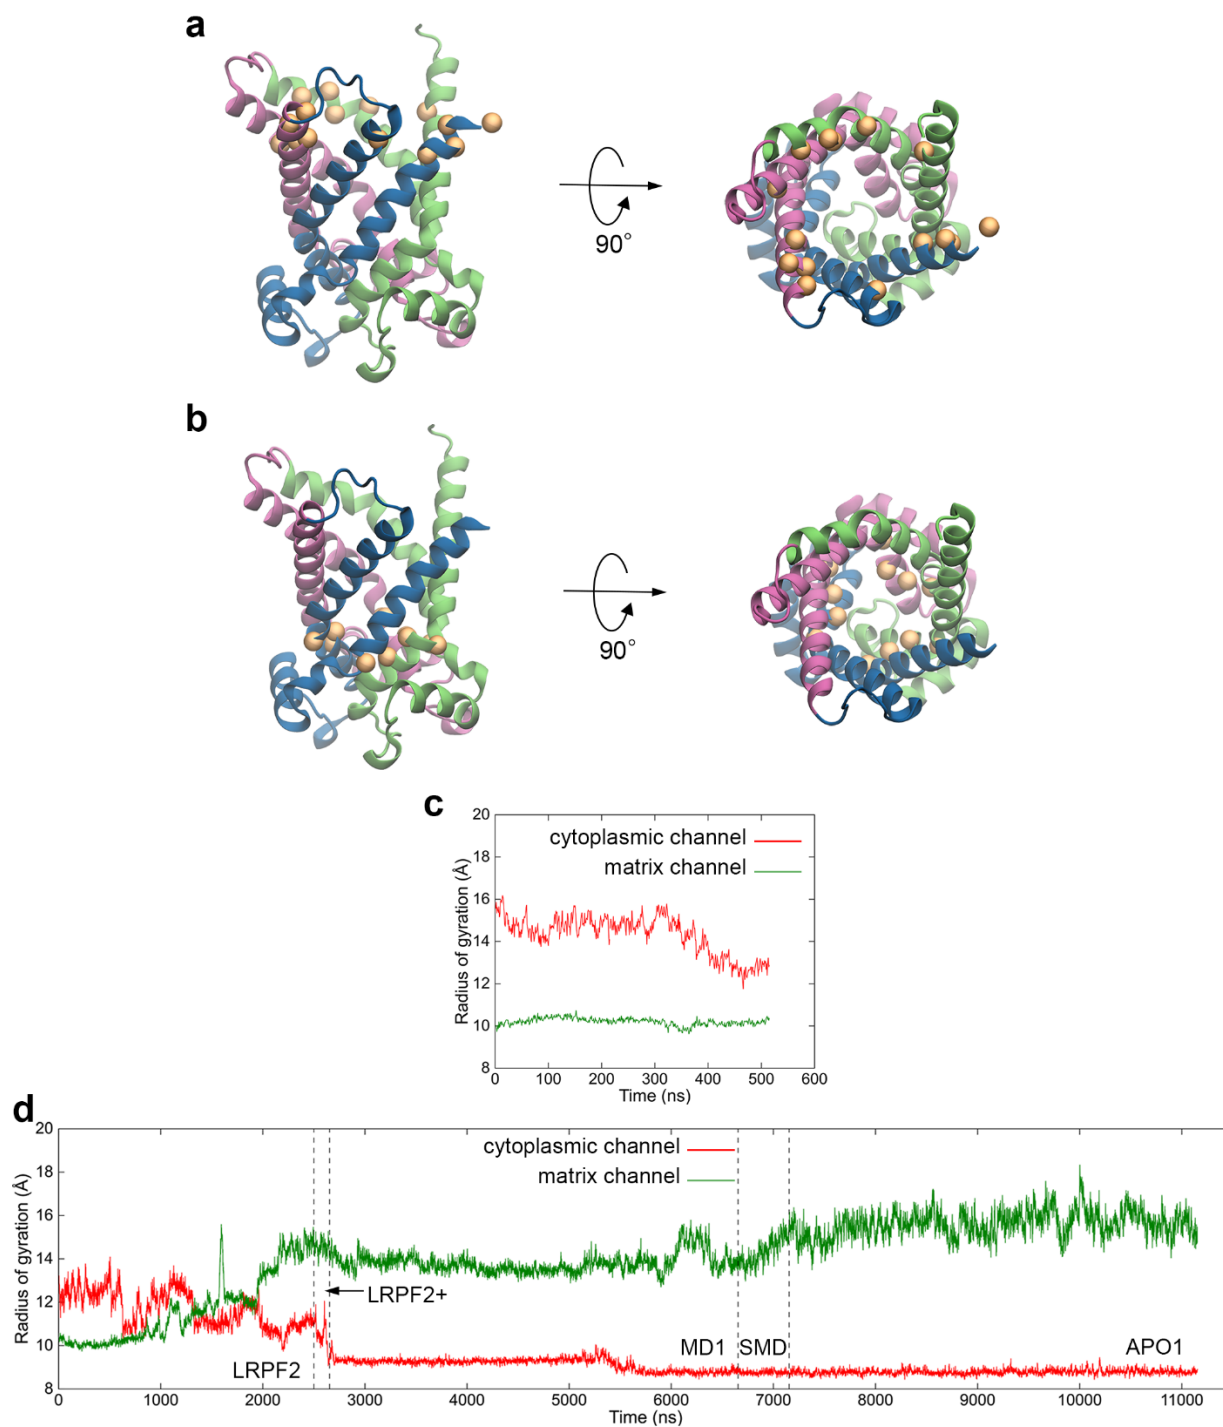 a
90°
b
90°
c
20
18
16
14
12
10
8
Radius of gyration (Å)
cytoplasmic channel
matrix channel
0 100 200 300 400 500 600
Time (ns)
d
20
18
16
14
12
10
8
Radius of gyration (Å)
cytoplasmic channel
matrix channel
LRPF2+
LRPF2
MD1
SMD
APO1
0 1000 2000 3000 4000 5000 6000 7000 8000 9000 10000 11000
Time (ns)